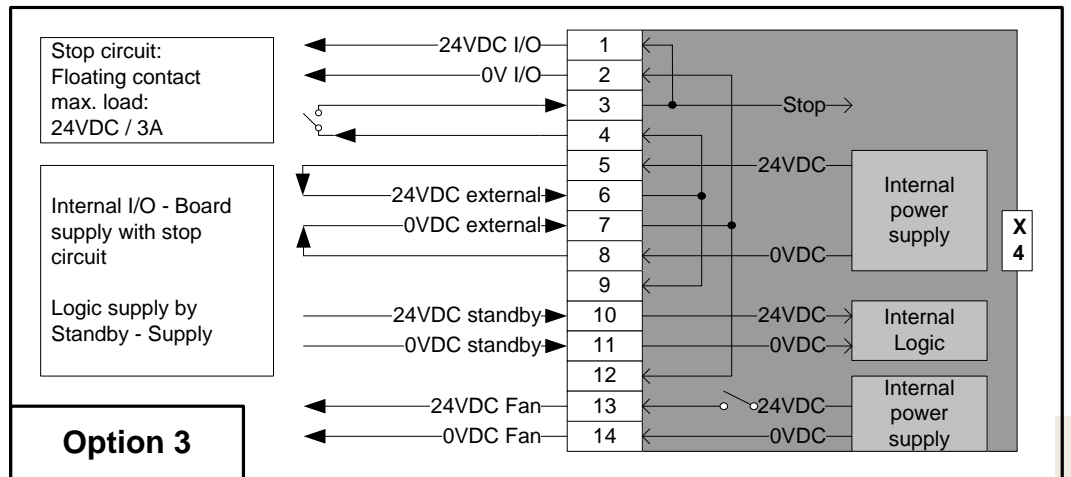 Stop circuit:
Floating contact
max. load:
24VDC / 3A
Internal I/O - Board
supply with stop
circuit
Logic supply by
Standby - Supply
Option 3
24VDC I/O
1
0V I/O
2
3
Stop
4
5
24VDC
24VDC external
6
0VDC external
7
8
0VDC
Internal
power
supply
9
24VDC standby
10
24VDC
0VDC standby
11
0VDC
Internal
Logic
12
24VDC Fan
13
24VDC
0VDC Fan
14
0VDC
Internal
power
supply
X
4